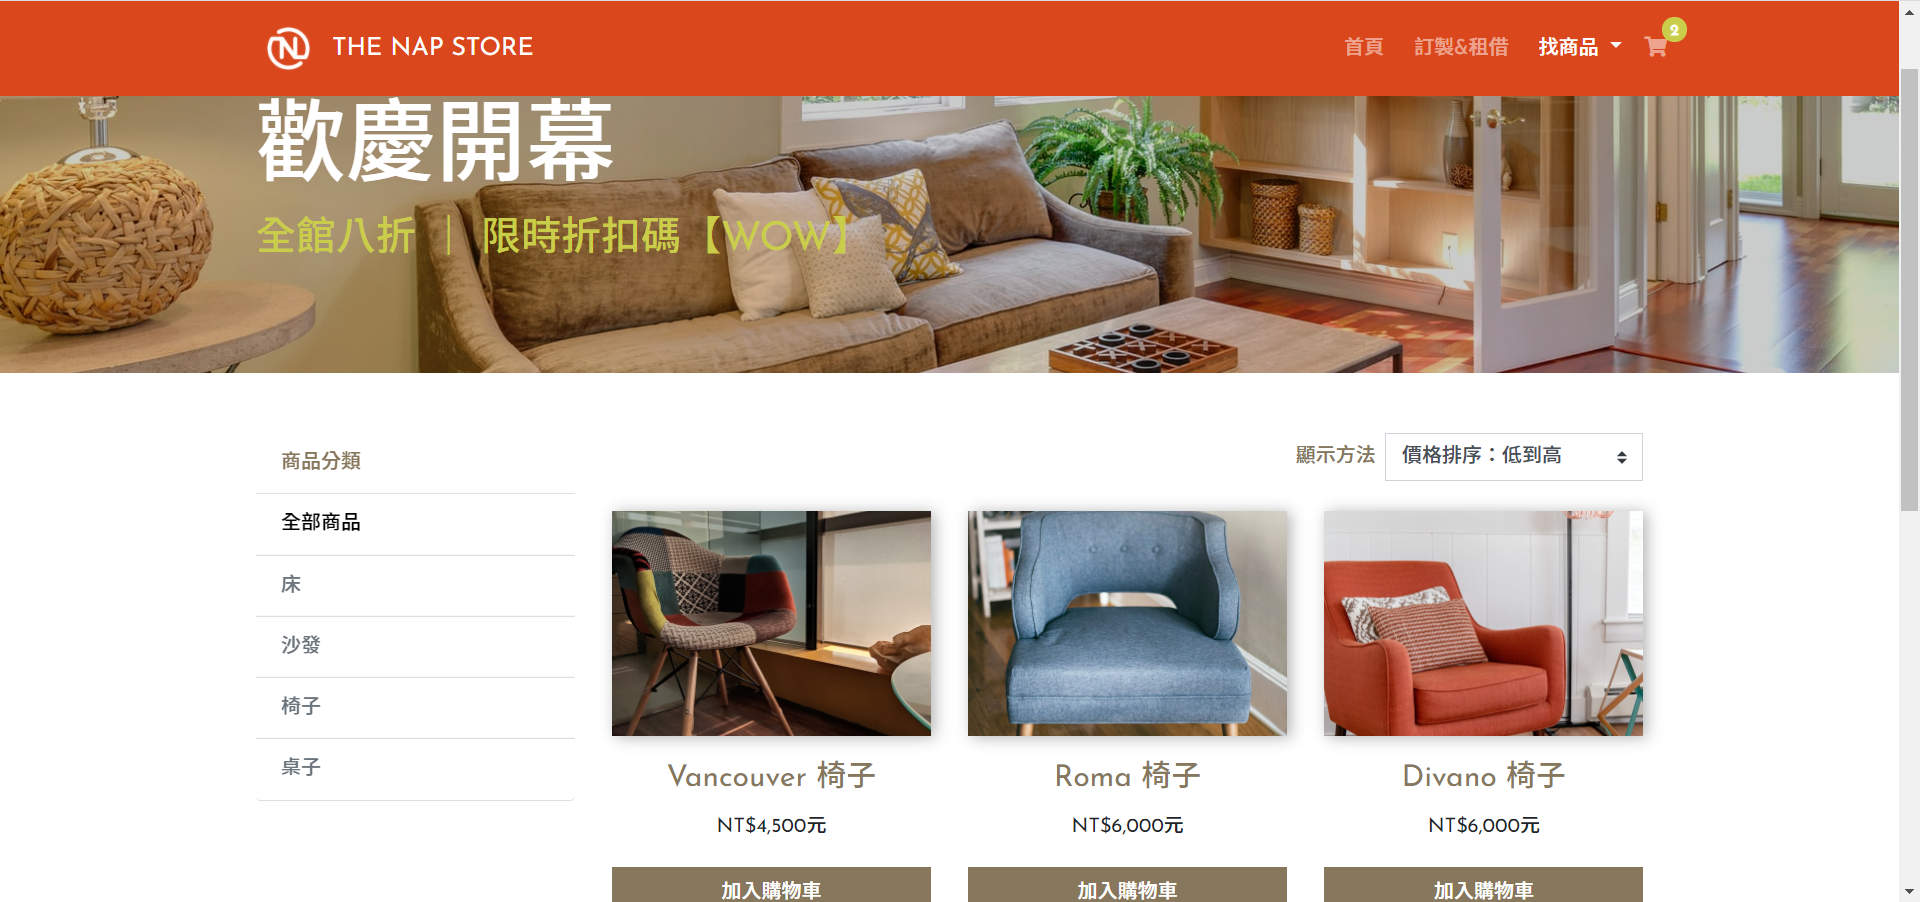 THE NAP STORE
首頁 訂製&租借 找商品 2
歡慶開幕
全館八折 ｜ 限時折扣碼【WOW】
商品分類
全部商品
床
沙發
椅子
桌子
顯示方法 價格排序：低到高
Vancouver 椅子
NT$4,500元
加入購物車
Roma 椅子
NT$6,000元
加入購物車
Divano 椅子
NT$6,000元
加入購物車